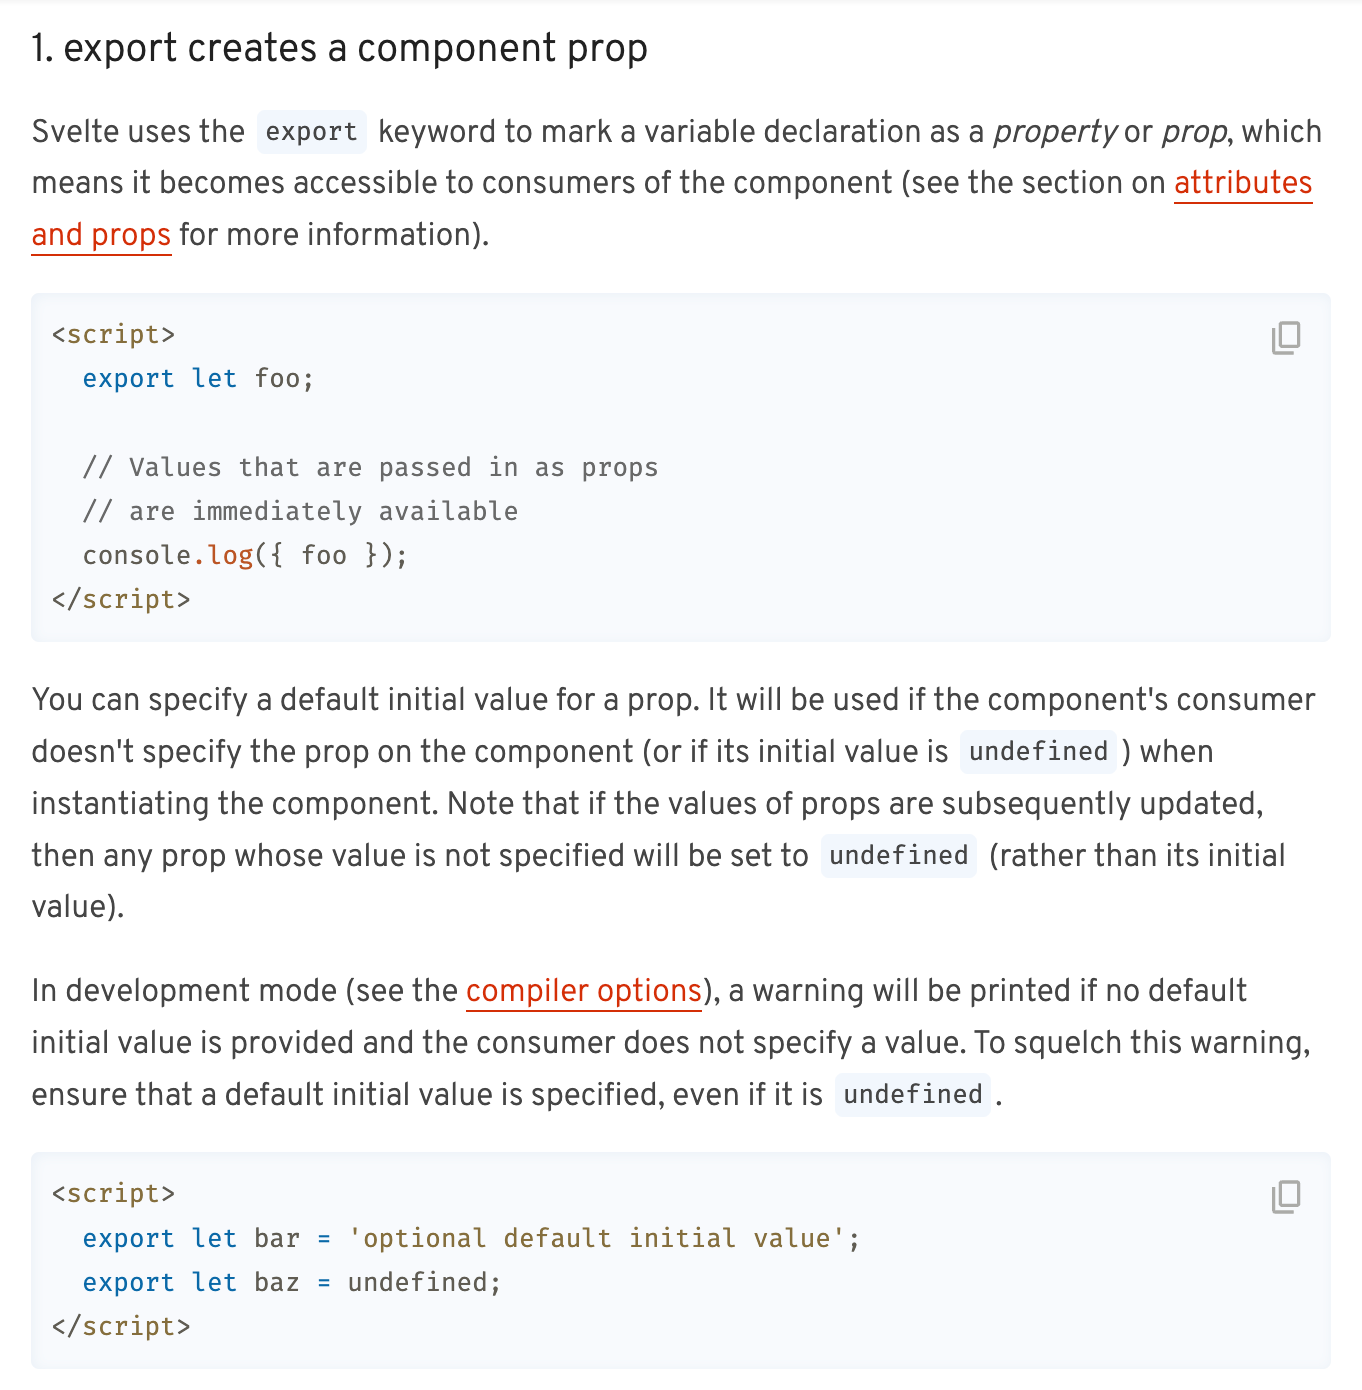 1. export creates a component prop
Svelte uses the export keyword to mark a variable declaration as a property or prop, which
means it becomes accessible to consumers of the component (see the section on attributes
and props for more information).
<script>
  export let foo;

  // Values that are passed in as props
  // are immediately available
  console.log({ foo });
</script>
You can specify a default initial value for a prop. It will be used if the component's consumer
doesn't specify the prop on the component (or if its initial value is undefined ) when
instantiating the component. Note that if the values of props are subsequently updated,
then any prop whose value is not specified will be set to undefined (rather than its initial
value).
In development mode (see the compiler options), a warning will be printed if no default
initial value is provided and the consumer does not specify a value. To squelch this warning,
ensure that a default initial value is specified, even if it is undefined .
<script>
  export let bar = 'optional default initial value';
  export let baz = undefined;
</script>